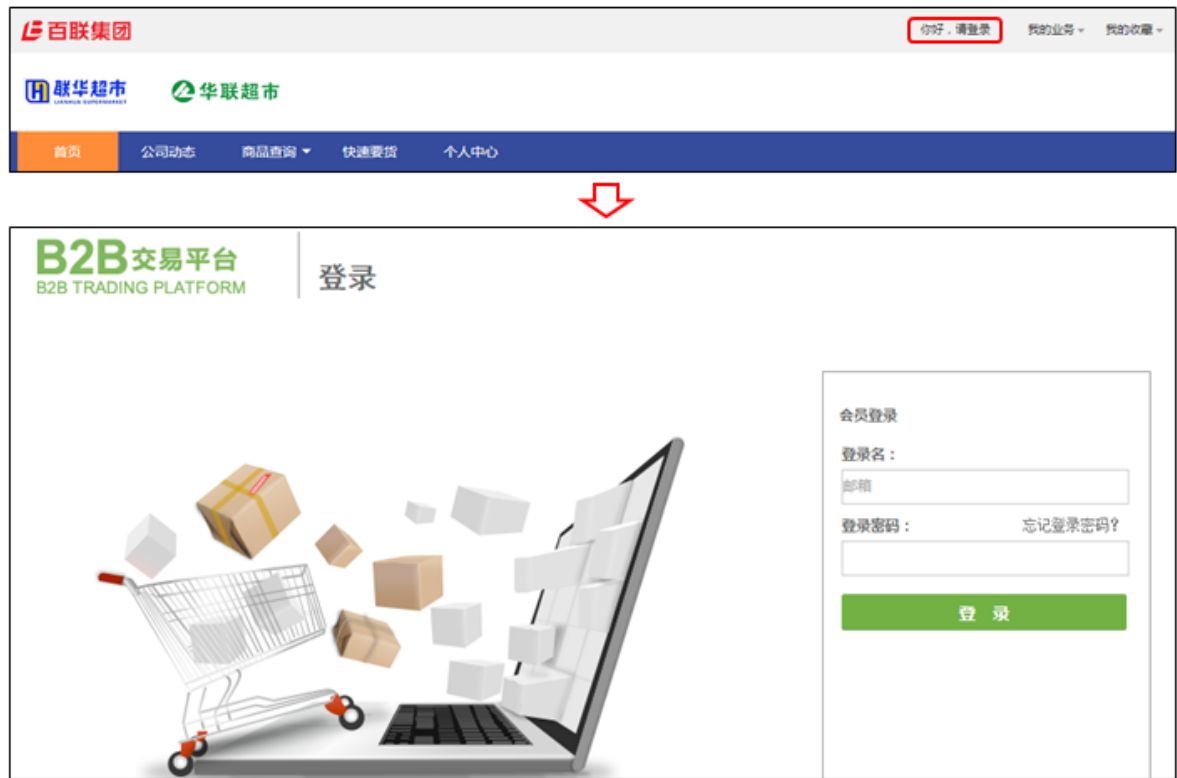 百联集团
你好，请登录 我的业务 我的收藏
联华超市 华联超市
LIANHUA SUPERMARKET
首页 公司动态 商品查询 快速要货 个人中心
B2B交易平台
B2B TRADING PLATFORM
登录
会员登录
登录名：
邮箱
登录密码： 忘记登录密码?
登 录